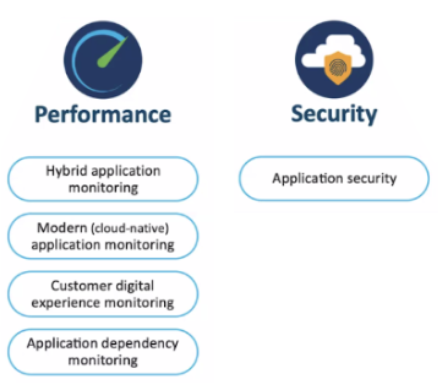 Performance
Hybrid application
monitoring
Modern (cloud-native)
application monitoring
Customer digital
experience monitoring
Application dependency
monitoring
Security
Application security